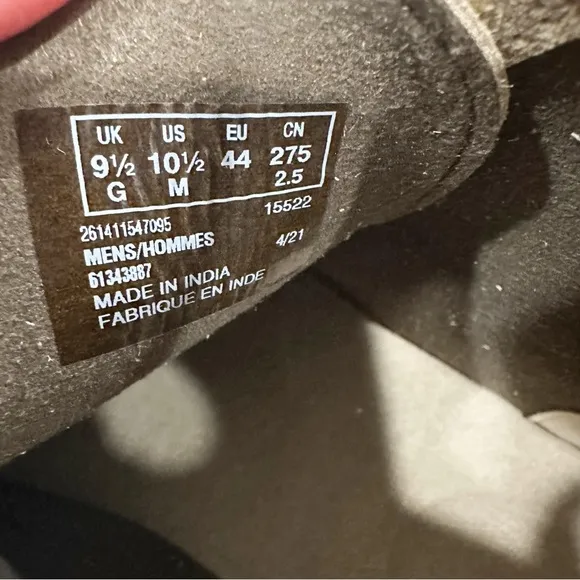 UK US EU CN
9½ 10½ 44 275
G M 2.5
15522
261411547095
MENS/HOMMES 4/21
61343887
MADE IN INDIA
FABRIQUE EN INDE